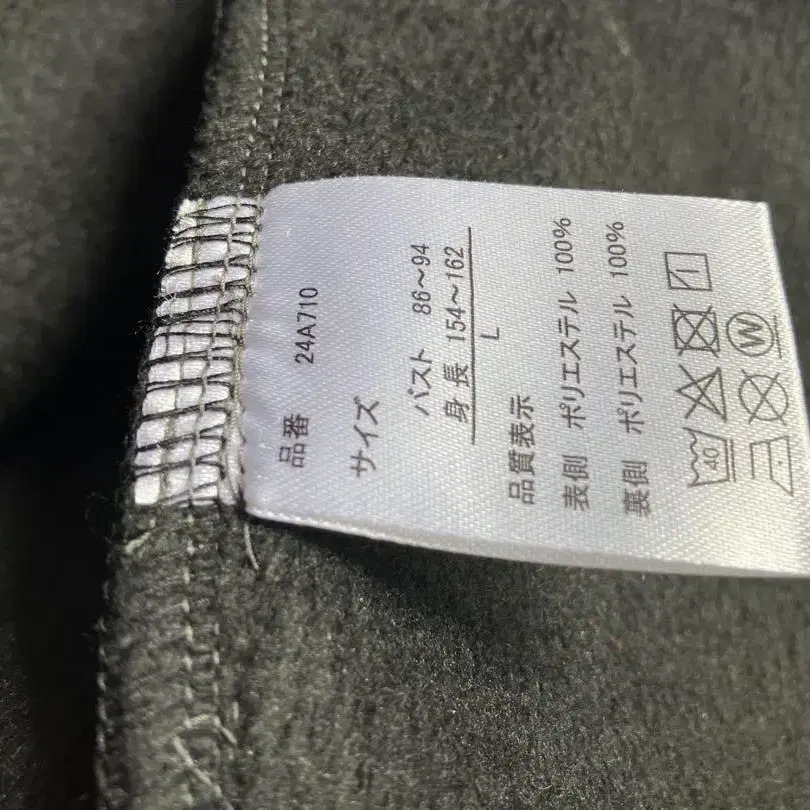 品番 24A710
サイズ
バスト 86～94
身長 154～162
L
品質表示
表側 ポリエステル 100%
裏側 ポリエステル 100%
40
W